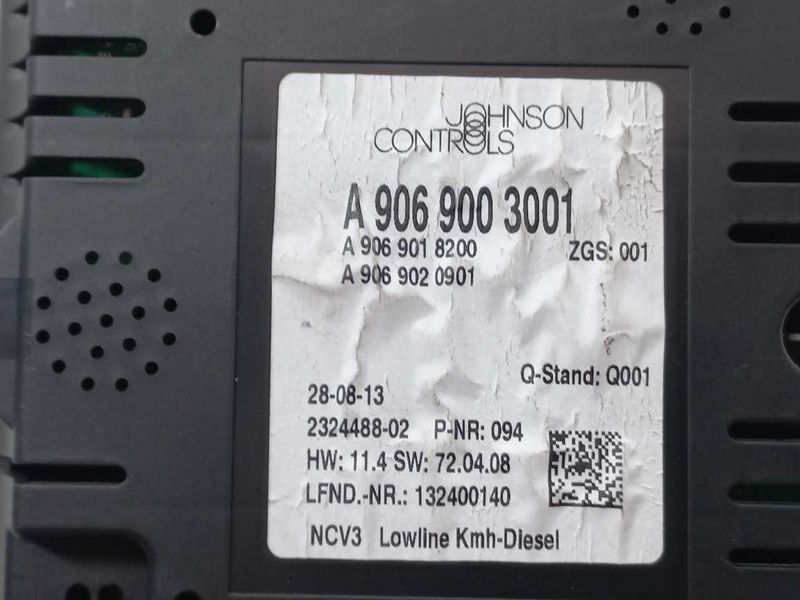 JOHNSON
CONTROLS
A 906 900 3001
A 906 901 8200 ZGS: 001
A 906 902 0901
Q-Stand: Q001
28-08-13
2324488-02 P-NR: 094
HW: 11.4 SW: 72.04.08
LFND.-NR.: 132400140
NCV3 Lowline Kmh-Diesel